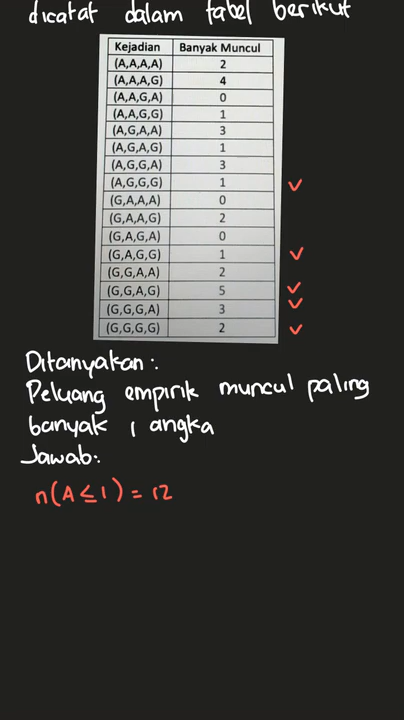 dicatat dalam tabel berikut
Kejadian Banyak Muncul
(A,A,A,A) 2
(A,A,A,G) 4
(A,A,G,A) 0
(A,A,G,G) 1
(A,G,A,A) 3
(A,G,A,G) 1
(A,G,G,A) 3
(A,G,G,G) 1
(G,A,A,A) 0
(G,A,A,G) 2
(G,A,G,A) 0
(G,A,G,G) 1
(G,G,A,A) 2
(G,G,A,G) 5
(G,G,G,A) 3
(G,G,G,G) 2
Ditanyakan:
Peluang empirik muncul paling
banyak 1 angka
Jawab:
n(A ≤ 1) = 12